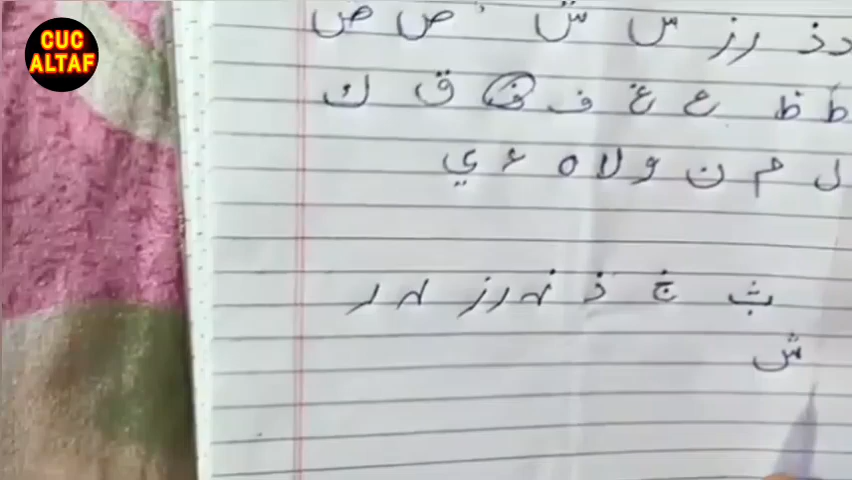 CUC
ALTAF
د ذ ر ز س ش ص ض
ط ظ ع غ ف ف ق ك
ل م ن و لا ه ء ي
ث خ ذ ر ز
ش